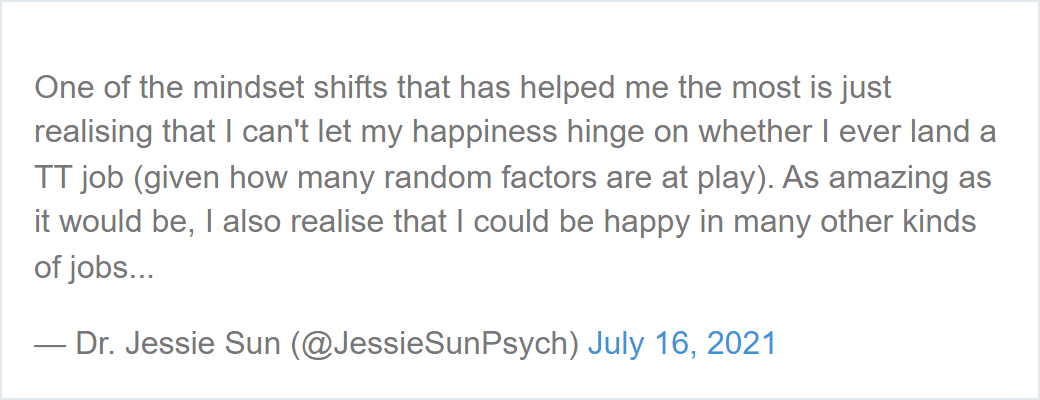 One of the mindset shifts that has helped me the most is just
realising that I can't let my happiness hinge on whether I ever land a
TT job (given how many random factors are at play). As amazing as
it would be, I also realise that I could be happy in many other kinds
of jobs...
— Dr. Jessie Sun (@JessieSunPsych) July 16, 2021